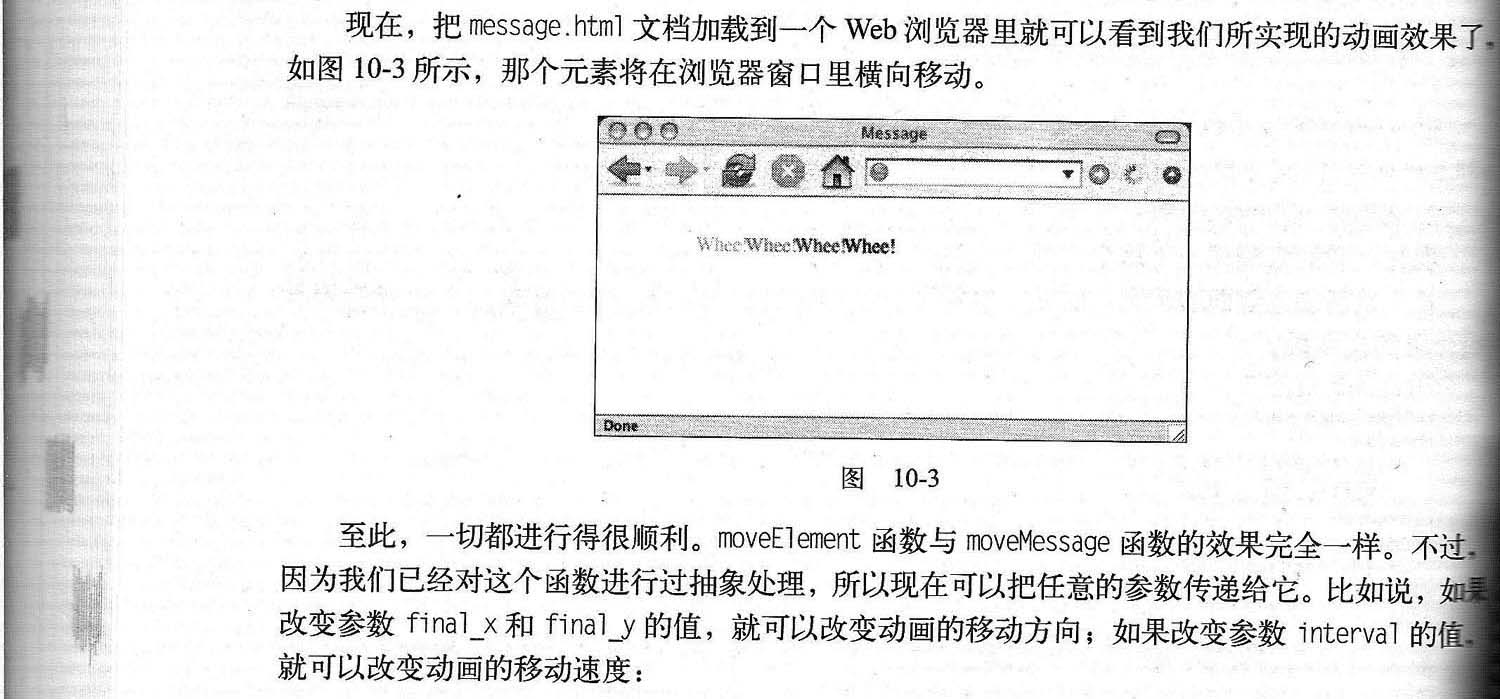 现在，把 message.html 文档加载到一个 Web 浏览器里就可以看到我们所实现的动画效果了。
如图 10-3 所示，那个元素将在浏览器窗口里横向移动。
Message
Whee!Whee!Whee!Whee!
Done
图 10-3
至此，一切都进行得很顺利。moveElement 函数与 moveMessage 函数的效果完全一样。不过，
因为我们已经对这个函数进行过抽象处理，所以现在可以把任意的参数传递给它。比如说，如果
改变参数 final_x 和 final_y 的值，就可以改变动画的移动方向；如果改变参数 interval 的值，
就可以改变动画的移动速度：